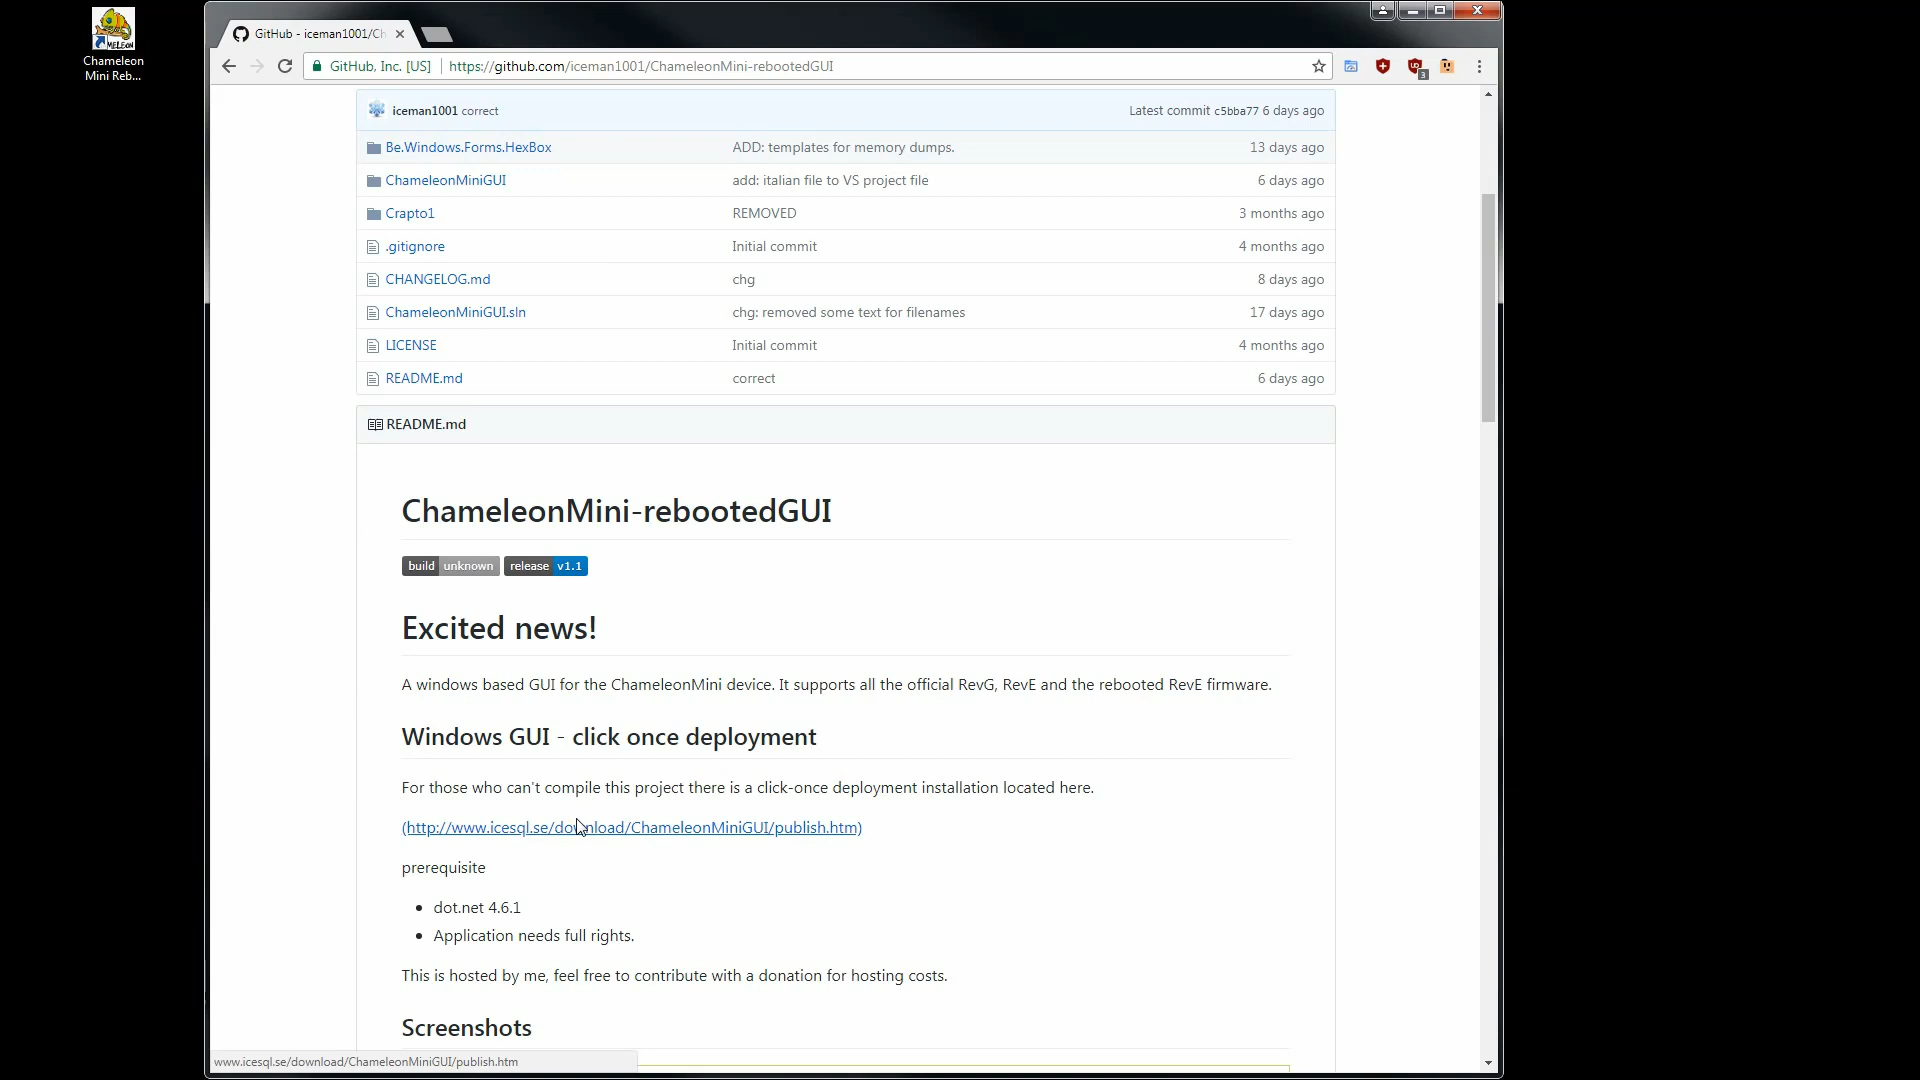 Chameleon
Mini Reb...
GitHub - iceman1001/Ch
GitHub, Inc. [US] https://github.com/iceman1001/ChameleonMini-rebootedGUI
3
iceman1001 correct Latest commit c5bba77 6 days ago
Be.Windows.Forms.HexBox ADD: templates for memory dumps. 13 days ago
ChameleonMiniGUI add: italian file to VS project file 6 days ago
Crapto1 REMOVED 3 months ago
.gitignore Initial commit 4 months ago
CHANGELOG.md chg 8 days ago
ChameleonMiniGUI.sln chg: removed some text for filenames 17 days ago
LICENSE Initial commit 4 months ago
README.md correct 6 days ago
README.md
ChameleonMini-rebootedGUI
build unknown release v1.1
Excited news!
A windows based GUI for the ChameleonMini device. It supports all the official RevG, RevE and the rebooted RevE firmware.
Windows GUI - click once deployment
For those who can't compile this project there is a click-once deployment installation located here.
(http://www.icesql.se/download/ChameleonMiniGUI/publish.htm)
prerequisite
• dot.net 4.6.1
• Application needs full rights.
This is hosted by me, feel free to contribute with a donation for hosting costs.
Screenshots
www.icesql.se/download/ChameleonMiniGUI/publish.htm